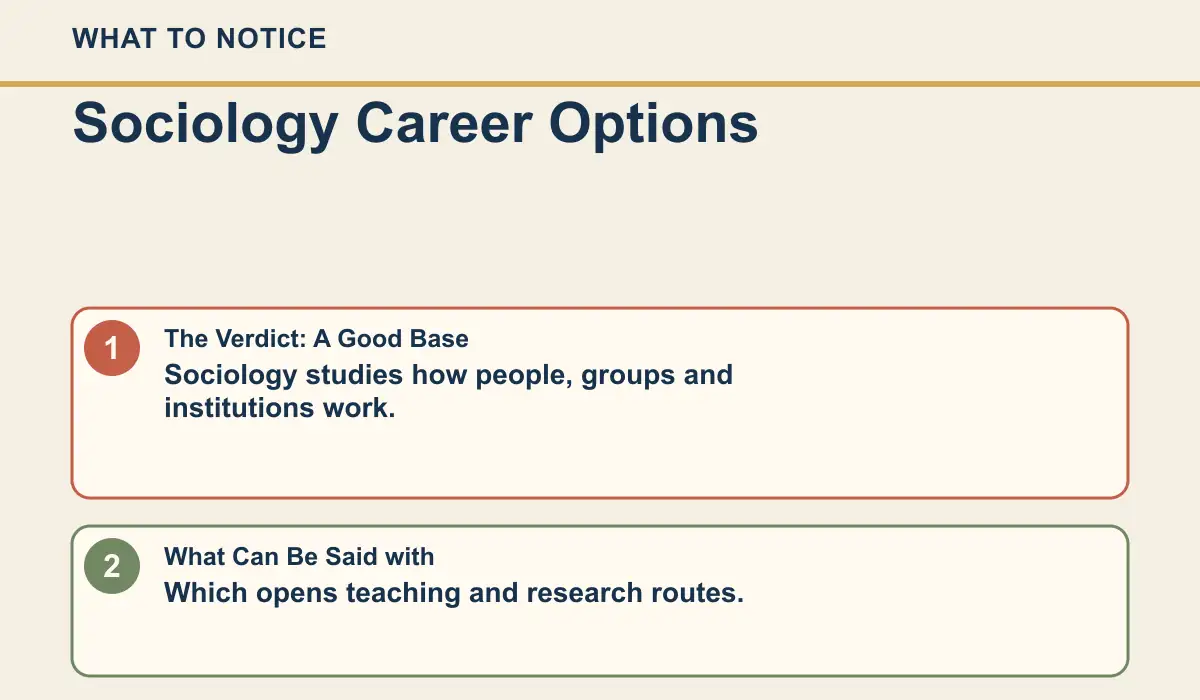 WHAT TO NOTICE
Sociology Career Options
1
The Verdict: A Good Base
Sociology studies how people, groups and
institutions work.
2
What Can Be Said with
Which opens teaching and research routes.